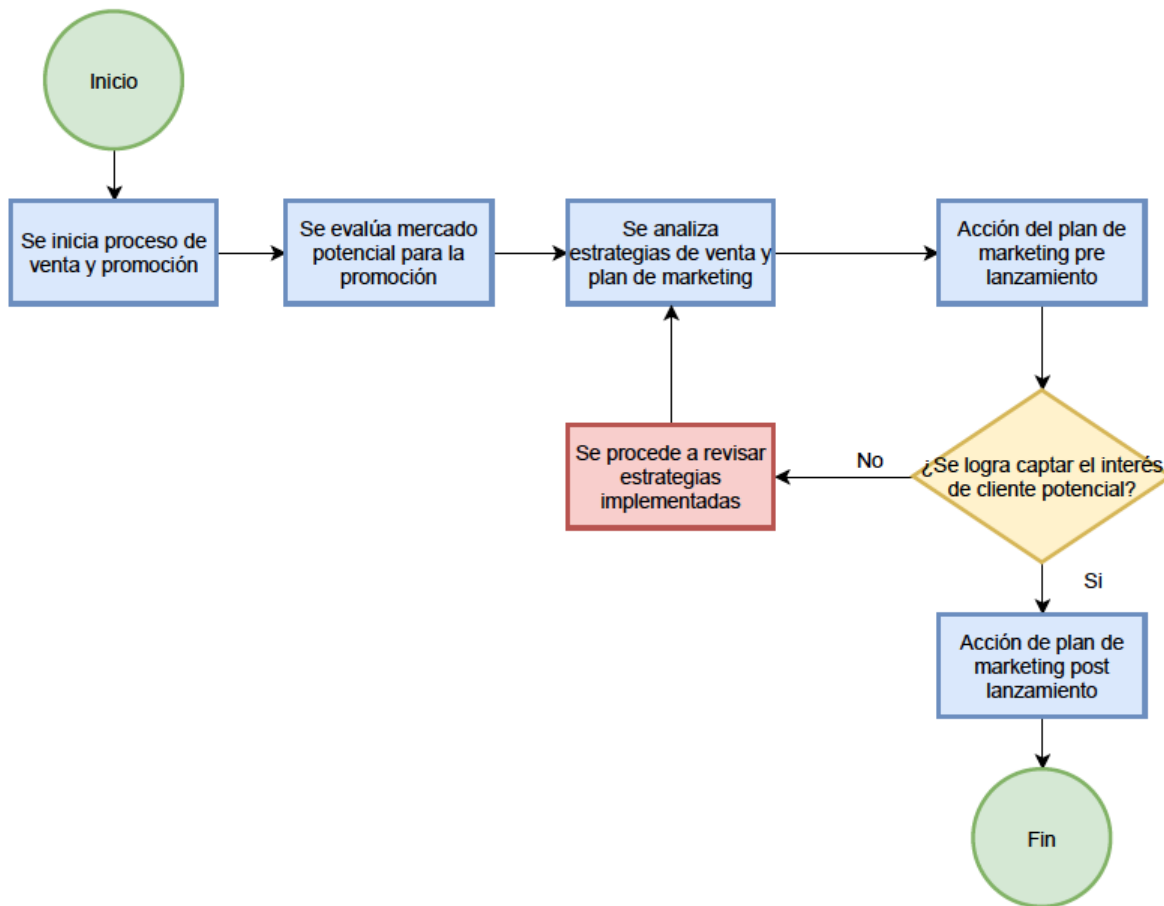 Inicio
Se inicia proceso de
venta y promoción
Se evalúa mercado
potencial para la
promoción
Se analiza
estrategias de venta y
plan de marketing
Acción del plan de
marketing pre
lanzamiento
¿Se logra captar el interés
de cliente potencial?
No
Se procede a revisar
estrategias
implementadas
Si
Acción de plan de
marketing post
lanzamiento
Fin